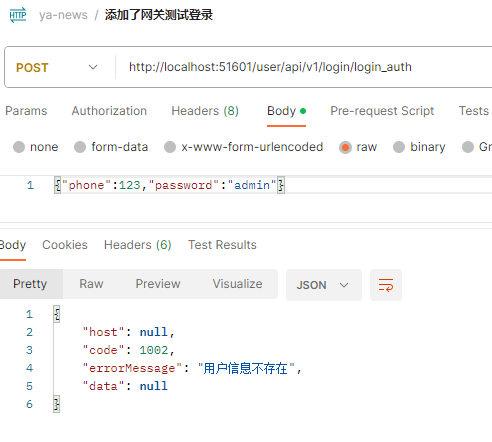 HTTP ya-news / 添加了网关测试登录
POST http://localhost:51601/user/api/v1/login/login_auth
Params Authorization Headers (8) Body Pre-request Script Tests
none form-data x-www-form-urlencoded raw binary Gr
1 {"phone":123,"password":"admin"}
Body Cookies Headers (6) Test Results
Pretty Raw Preview Visualize JSON
1 {
2 "host": null,
3 "code": 1002,
4 "errorMessage": "用户信息不存在",
5 "data": null
6 }